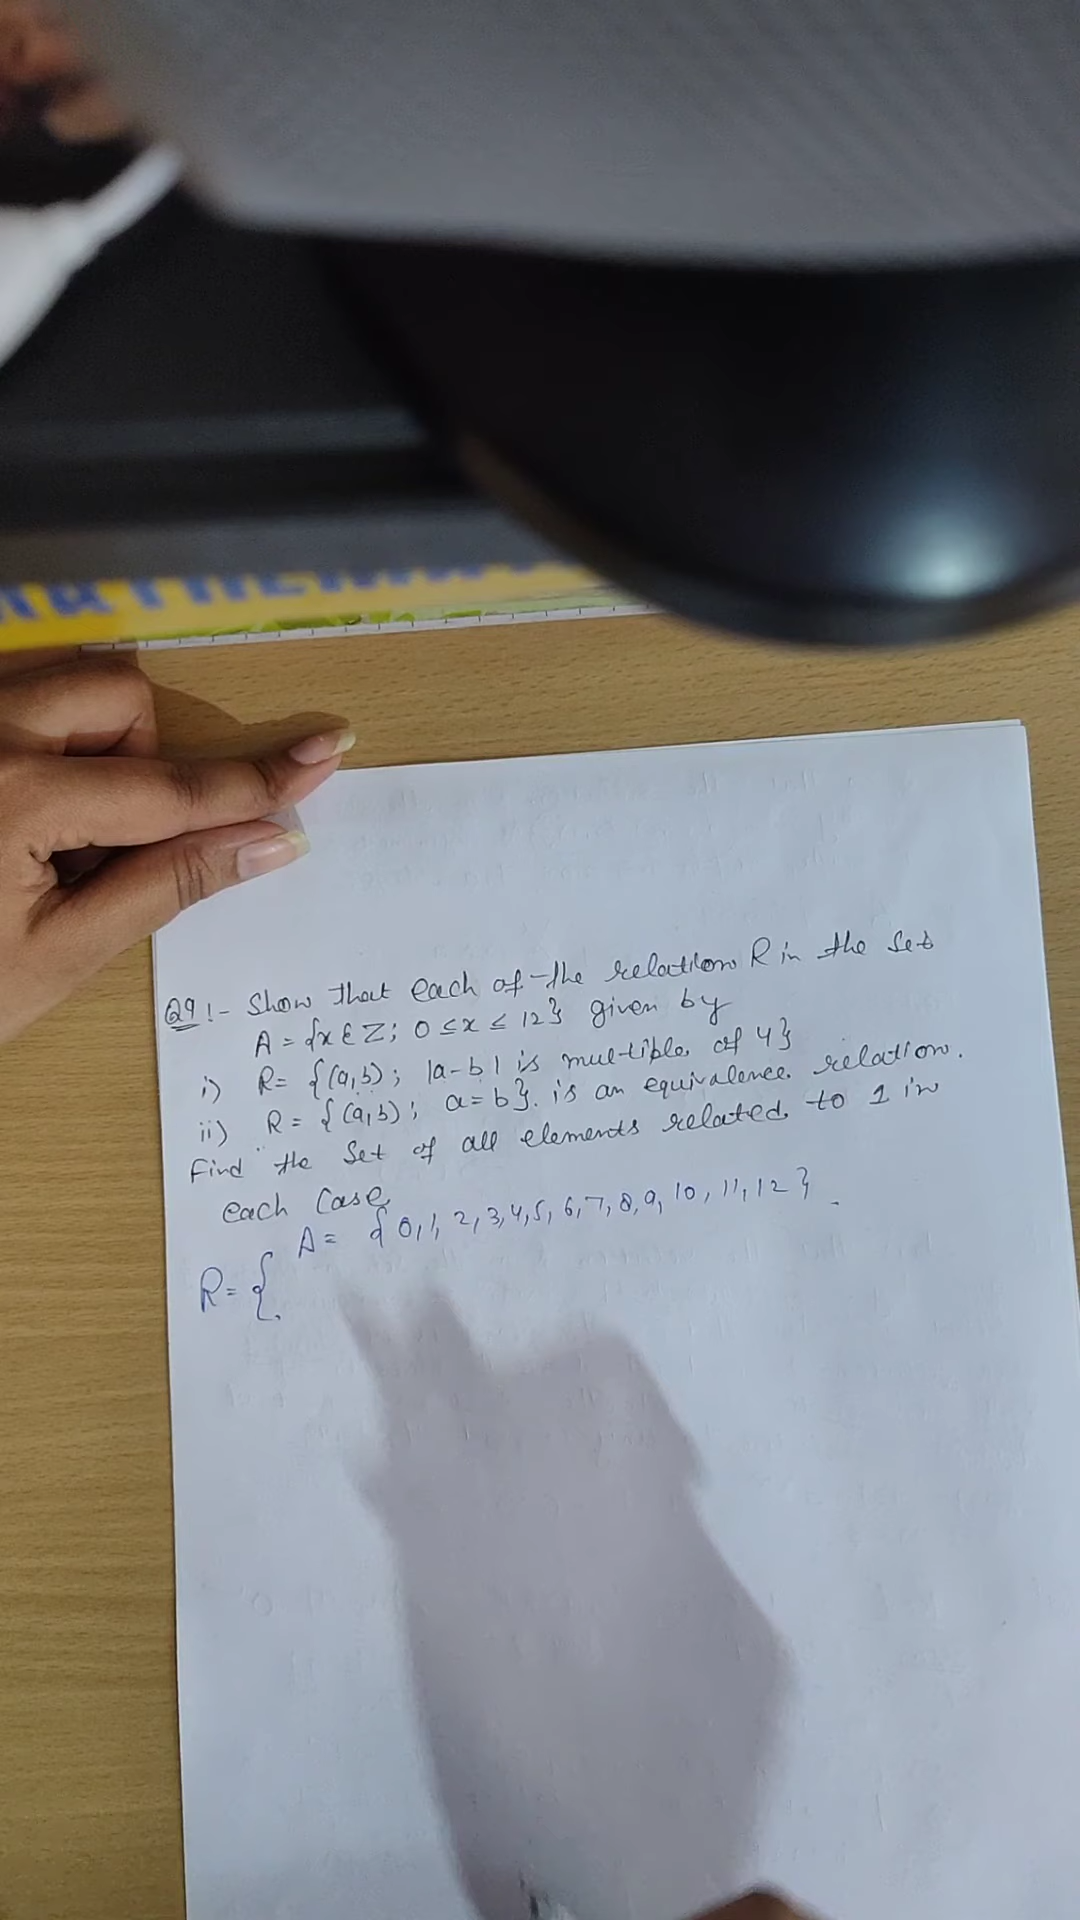 MATHEMA
Q9!- Show that each of the relation R in the Set
A = {x ∈ Z; 0 ≤ x ≤ 12} given by
i) R= {(a,b); |a-b| is multiple of 4}
ii) R = {(a,b); a=b}. is an equivalence relation.
Find the Set of all elements related to 1 in
each Case
A = {0,1,2,3,4,5,6,7,8,9,10,11,12}.
R={